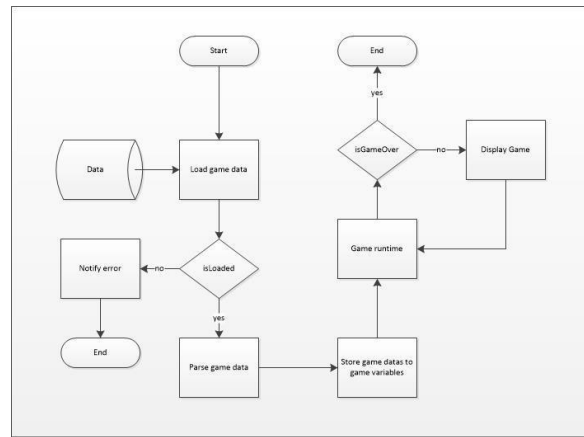 Start
End
yes
isGameOver
no
Display Game
Data
Load game data
Game runtime
Notify error
no
isLoaded
yes
End
Parse game data
Store game datas to
game variables